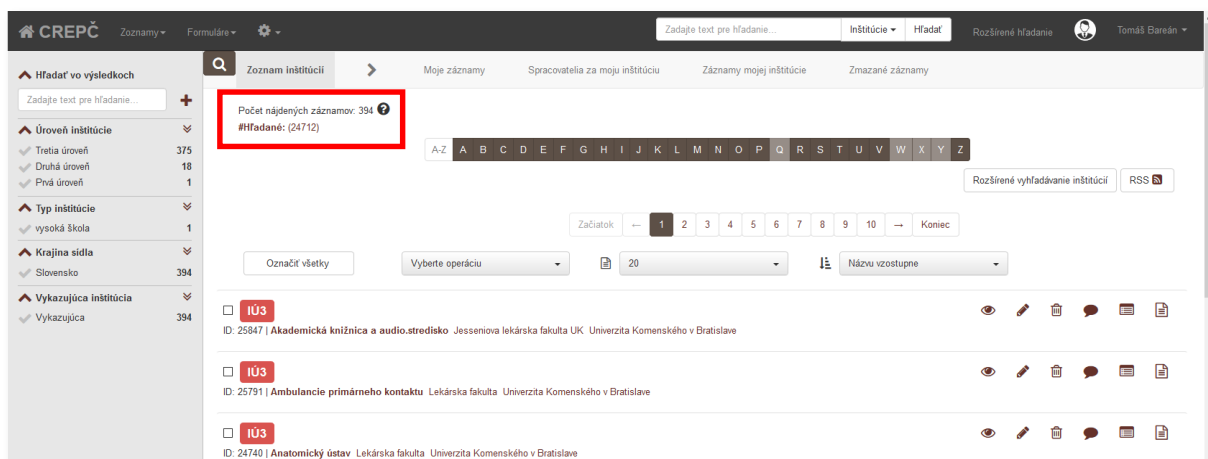 CREPČ Zoznamy Formuláre Zadajte text pre hľadanie... Inštitúcie Hľadať Rozšírené hľadanie Tomáš Bareán
Hľadať vo výsledkoch
Zadajte text pre hľadanie...
Úroveň inštitúcie
Tretia úroveň 375
Druhá úroveň 18
Prvá úroveň 1
Typ inštitúcie
vysoká škola 1
Krajina sídla
Slovensko 394
Vykazujúca inštitúcia
Vykazujúca 394
Zoznam inštitúcií Moje záznamy Spracovatelia za moju inštitúciu Záznamy mojej inštitúcie Zmazané záznamy
Počet nájdených záznamov: 394
#Hľadané: (24712)
A-Z A B C D E F G H I J K L M N O P Q R S T U V W X Y Z
Rozšírené vyhľadávanie inštitúcií RSS
Začiatok ← 1 2 3 4 5 6 7 8 9 10 → Koniec
Označiť všetky Vyberte operáciu 20 Názvu vzostupne
IÚ3
ID: 25847 | Akademická knižnica a audio.stredisko Jesseniova lekárska fakulta UK Univerzita Komenského v Bratislave
IÚ3
ID: 25791 | Ambulancie primárneho kontaktu Lekárska fakulta Univerzita Komenského v Bratislave
IÚ3
ID: 24740 | Anatomický ústav Lekárska fakulta Univerzita Komenského v Bratislave